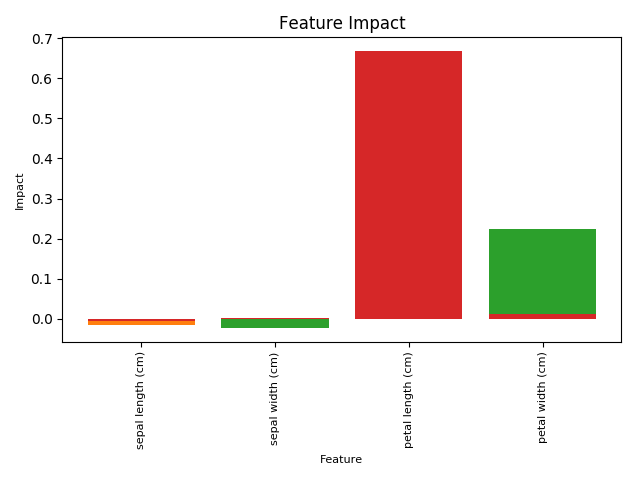 Feature Impact
0.7
0.6
0.5
0.4
0.3
0.2
0.1
0.0
Impact
sepal length (cm)
sepal width (cm)
petal length (cm)
petal width (cm)
Feature